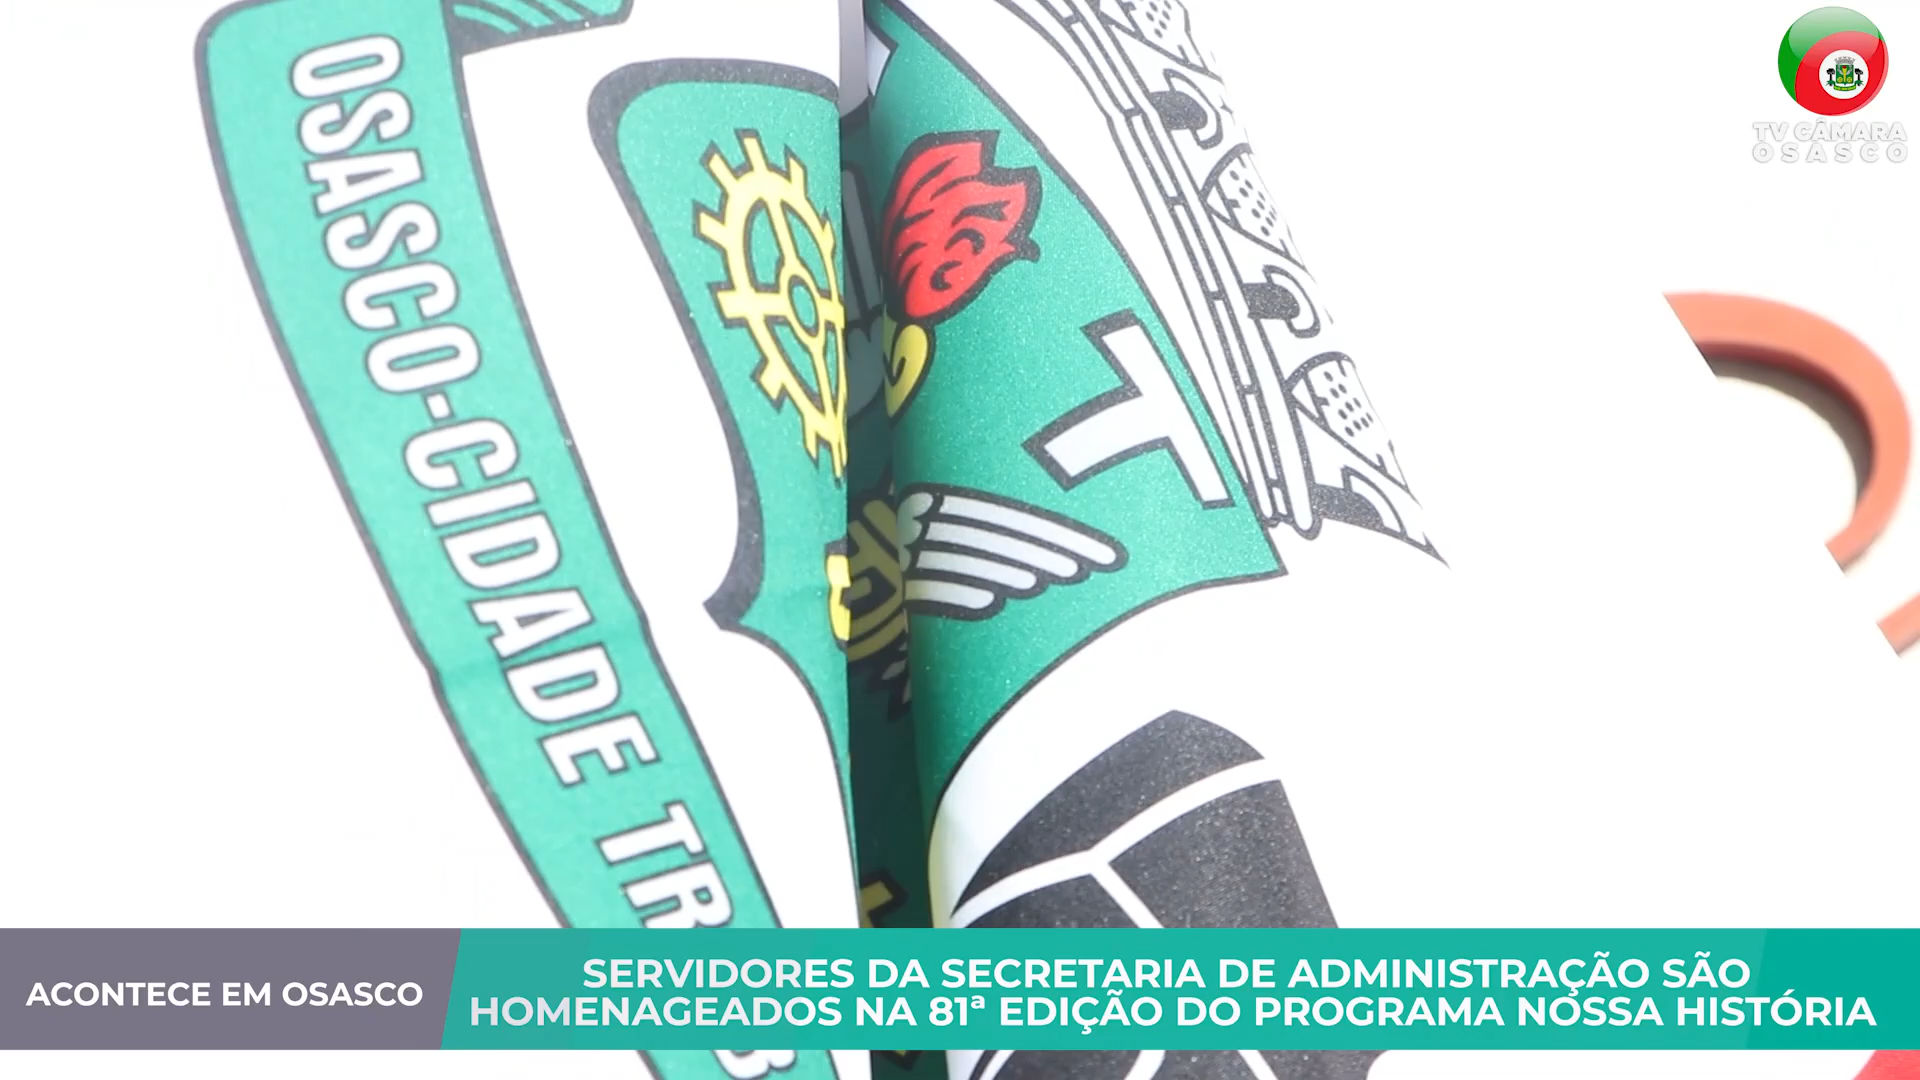 TV CÂMARA
OSASCO
OSASCO-CIDADE TR
ACONTECE EM OSASCO
SERVIDORES DA SECRETARIA DE ADMINISTRAÇÃO SÃO
HOMENAGEADOS NA 81ª EDIÇÃO DO PROGRAMA NOSSA HISTÓRIA